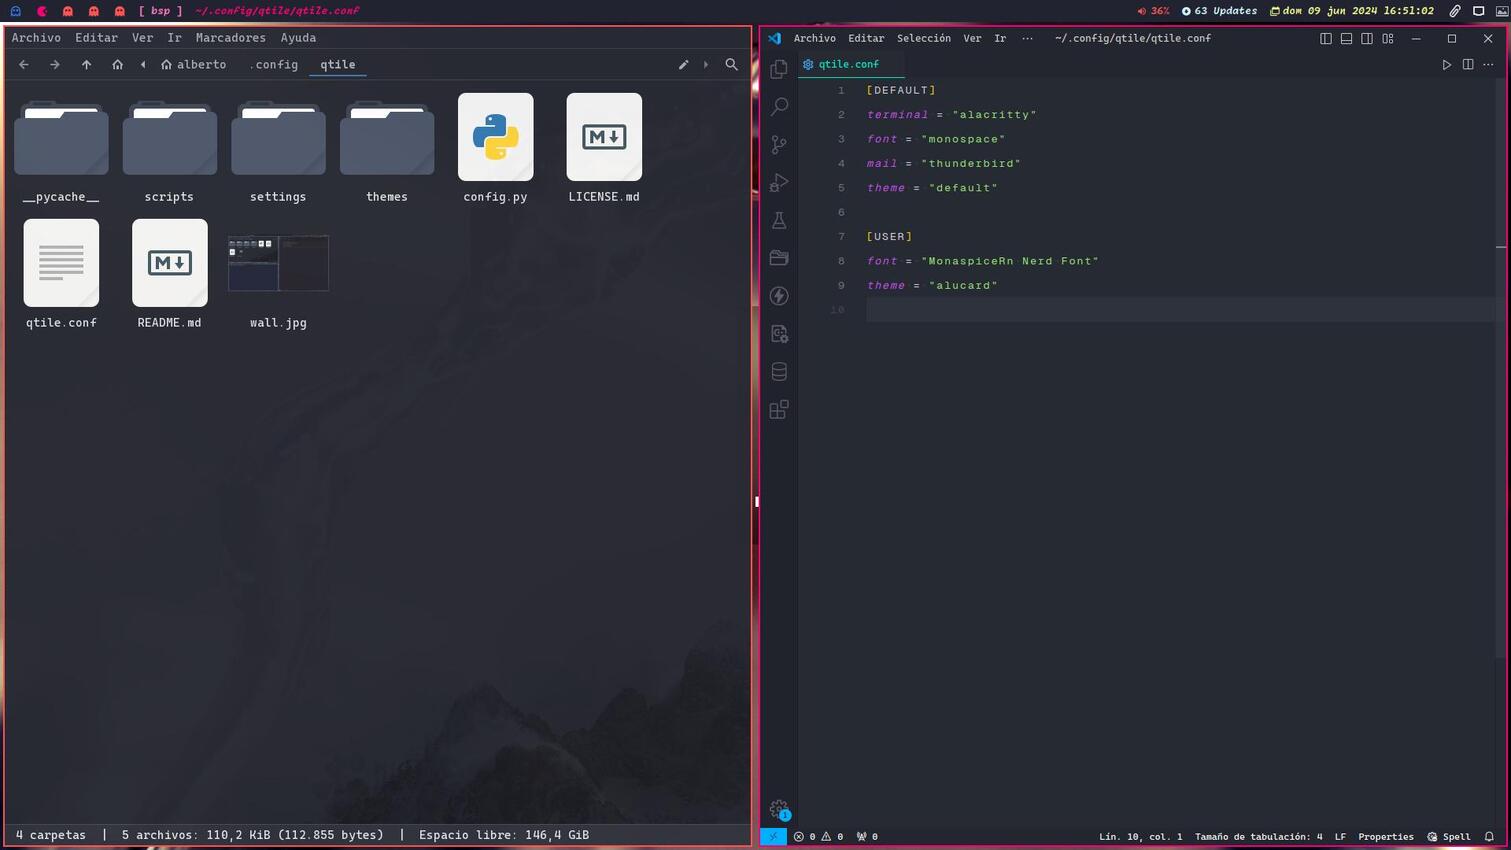 [ bsp ] ~/.config/qtile/qtile.conf 36% 63 Updates dom 09 jun 2024 16:51:02
Archivo Editar Ver Ir Marcadores Ayuda
alberto .config qtile
__pycache__ scripts settings themes config.py LICENSE.md
qtile.conf README.md wall.jpg
4 carpetas | 5 archivos: 110,2 KiB (112.855 bytes) | Espacio libre: 146,4 GiB
Archivo Editar Selección Ver Ir ··· ~/.config/qtile/qtile.conf
qtile.conf
1 [DEFAULT]
2 terminal = "alacritty"
3 font = "monospace"
4 mail = "thunderbird"
5 theme = "default"
6
7 [USER]
8 font = "MonaspiceRn Nerd Font"
9 theme = "alucard"
10
1
0 0 0 Lín. 10, col. 1 Tamaño de tabulación: 4 LF Properties Spell